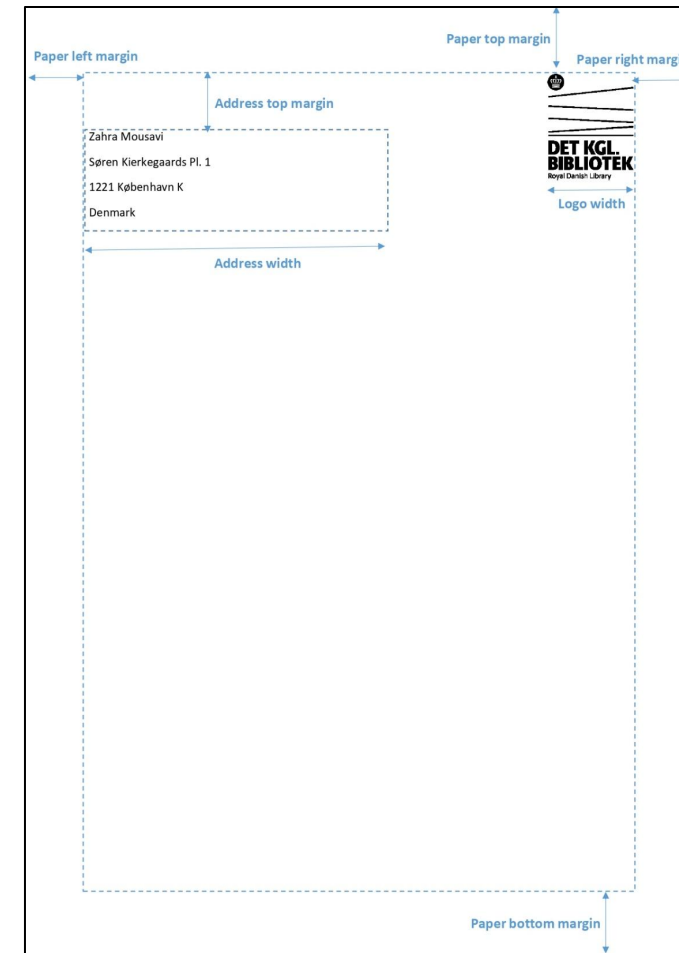 Paper top margin
Paper left margin
Paper right margi
Address top margin
Zahra Mousavi
Søren Kierkegaards Pl. 1
1221 København K
Denmark
DET KGL.
BIBLIOTEK
Royal Danish Library
Logo width
Address width
Paper bottom margin